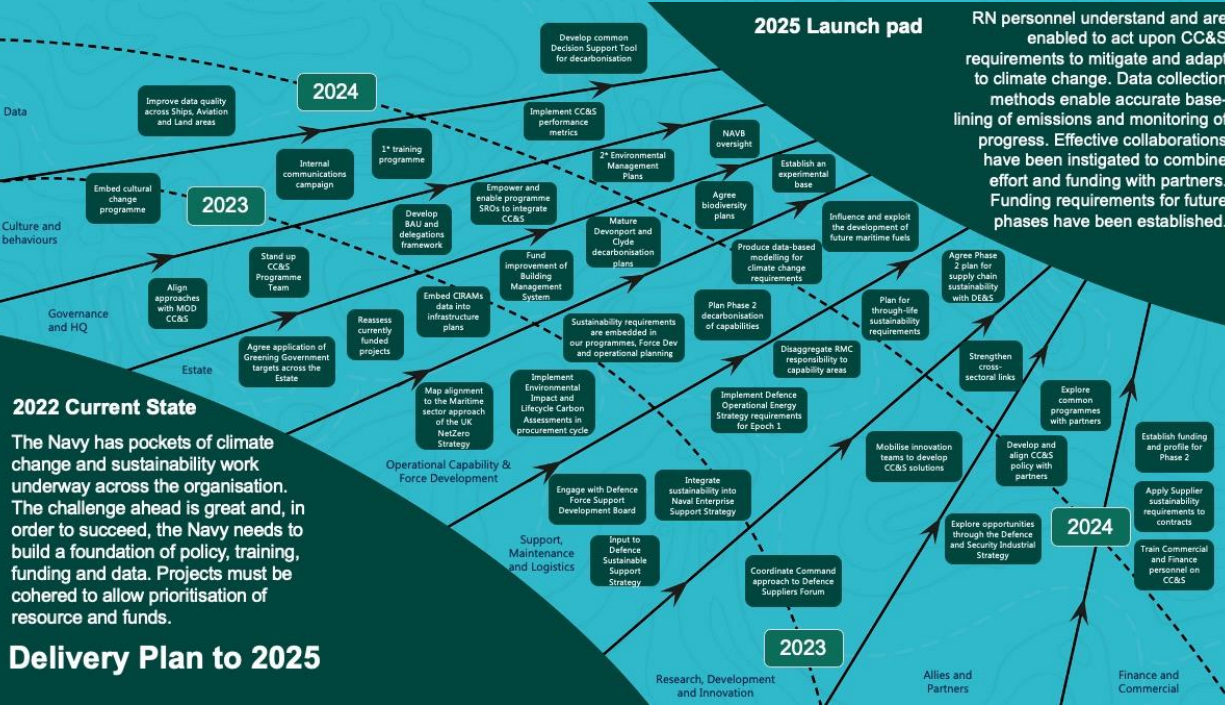 2025 Launch pad
RN personnel understand and are
enabled to act upon CC&S
requirements to mitigate and adapt
to climate change. Data collection
methods enable accurate base-
lining of emissions and monitoring of
progress. Effective collaborations
have been instigated to combine
effort and funding with partners.
Funding requirements for future
phases have been established.
Develop common
Decision Support Tool
for decarbonisation
2024
Data
Improve data quality
across Ships, Aviation
and Land areas
Implement CC&S
performance
metrics
1* training
programme
Internal
communications
campaign
NAVB
oversight
2* Environmental
Management
Plans
Establish an
experimental
base
Embed cultural
change
programme
2023
Empower and
enable programme
SROs to integrate
CC&S
Agree
biodiversity
plans
Culture and
behaviours
Develop
BAU and
delegations
framework
Mature
Devonport and
Clyde
decarbonisation
plans
Influence and exploit
the development of
future maritime fuels
Stand up
CC&S
Programme
Team
Fund
improvement of
Building
Management
System
Produce data-based
modelling for
climate change
requirements
Agree Phase
2 plan for
supply chain
sustainability
with DE&S
Align
approaches
with MOD
CC&S
Embed CIRAMs
data into
infrastructure
plans
Plan Phase 2
decarbonisation
of capabilities
Plan for
through-life
sustainability
requirements
Governance
and HQ
Reassess
currently
funded
projects
Sustainability requirements
are embedded in
our programmes, Force Dev
and operational planning
Agree application of
Greening Government
targets across the
Estate
Disaggregate RMC
responsibility to
capability areas
Strengthen
cross-
sectoral links
Estate
Map alignment
to the Maritime
sector approach
of the UK
NetZero
Strategy
Implement
Environmental
Impact and
Lifecycle Carbon
Assessments in
procurement cycle
Implement Defence
Operational Energy
Strategy requirements
for Epoch 1
Explore
common
programmes
with partners
2022 Current State
The Navy has pockets of climate
change and sustainability work
underway across the organisation.
The challenge ahead is great and, in
order to succeed, the Navy needs to
build a foundation of policy, training,
funding and data. Projects must be
cohered to allow prioritisation of
resource and funds.
Delivery Plan to 2025
Operational Capability &
Force Development
Mobilise innovation
teams to develop
CC&S solutions
Develop and
align CC&S
policy with
partners
Establish funding
and profile for
Phase 2
Engage with Defence
Force Support
Development Board
Integrate
sustainability into
Naval Enterprise
Support Strategy
Apply Supplier
sustainability
requirements to
contracts
Support,
Maintenance
and Logistics
Input to
Defence
Sustainable
Support
Strategy
Explore opportunities
through the Defence
and Security Industrial
Strategy
2024
Train Commercial
and Finance
personnel on
CC&S
Coordinate Command
approach to Defence
Suppliers Forum
2023
Research, Development
and Innovation
Allies and
Partners
Finance and
Commercial